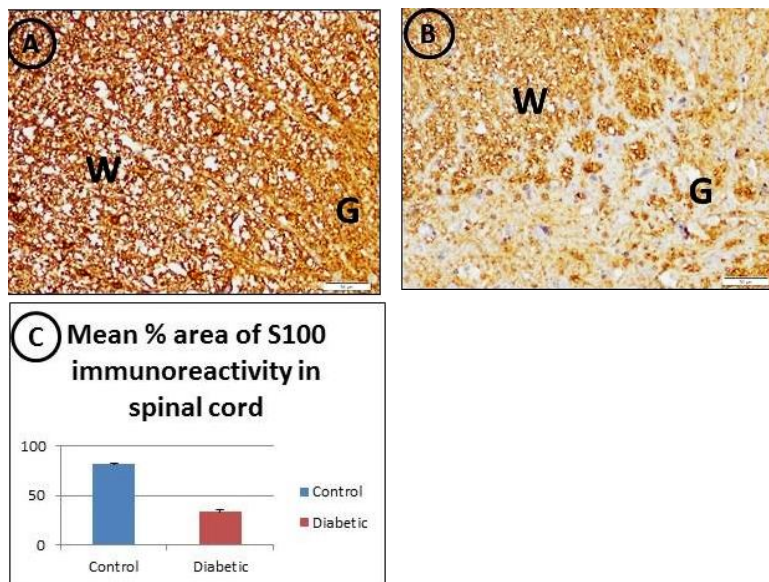 A
W
G
B
W
G
C
Mean % area of S100
immunoreactivity in
spinal cord
100
50
0
Control
Diabetic
Control
Diabetic